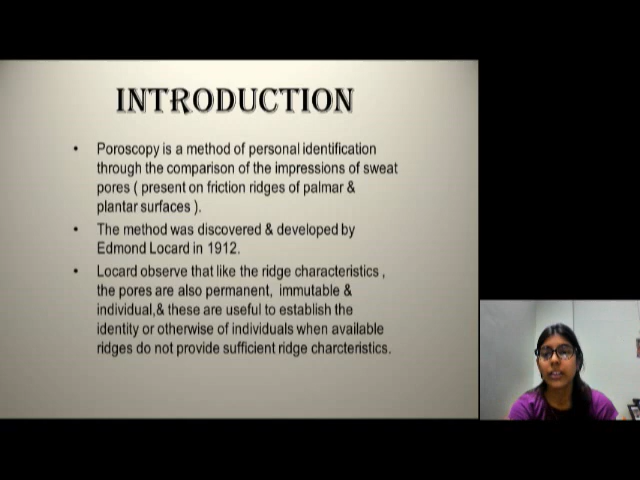 INTRODUCTION
• Poroscopy is a method of personal identification
through the comparison of the impressions of sweat
pores ( present on friction ridges of palmar &
plantar surfaces ).
• The method was discovered & developed by
Edmond Locard in 1912.
• Locard observe that like the ridge characteristics ,
the pores are also permanent, immutable &
individual,& these are useful to establish the
identity or otherwise of individuals when available
ridges do not provide sufficient ridge charcteristics.